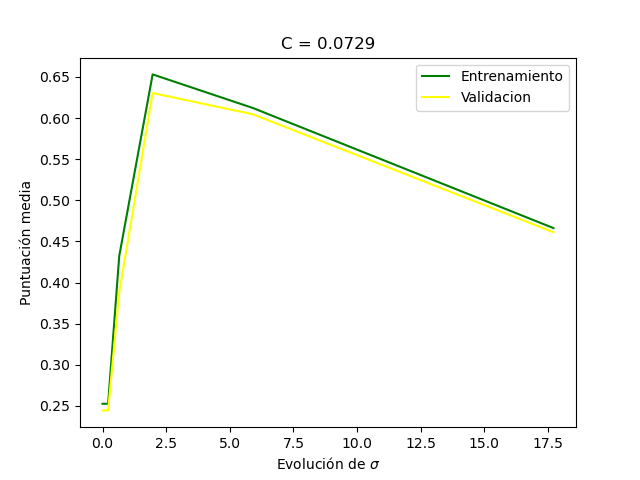 C = 0.0729
Entrenamiento
Validacion
Puntuación media
0.65
0.60
0.55
0.50
0.45
0.40
0.35
0.30
0.25
0.0 2.5 5.0 7.5 10.0 12.5 15.0 17.5
Evolución de σ